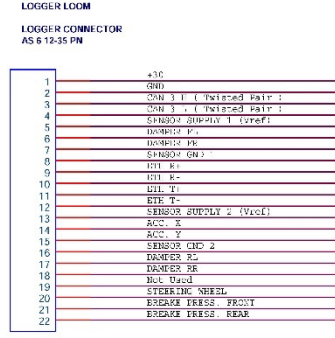 LOGGER LOOM
LOGGER CONNECTOR
AS 6 12-35 PN
1 +30
2 GND
3 CAN 3 H ( Twisted Pair )
4 CAN 3 L ( Twisted Pair )
5 SENSOR SUPPLY 1 (Vref)
6 DAMPER FL
7 DAMPER FR
8 SENSOR GND 1
9 ETH R+
10 ETH R-
11 ETH T+
12 ETH T-
13 SENSOR SUPPLY 2 (Vref)
14 ACC. X
15 ACC. Y
16 SENSOR GND 2
17 DAMPER RL
18 DAMPER RR
19 Not Used
20 STEERING WHEEL
21 BREAKE PRESS. FRONT
22 BREAKE PRESS. REAR